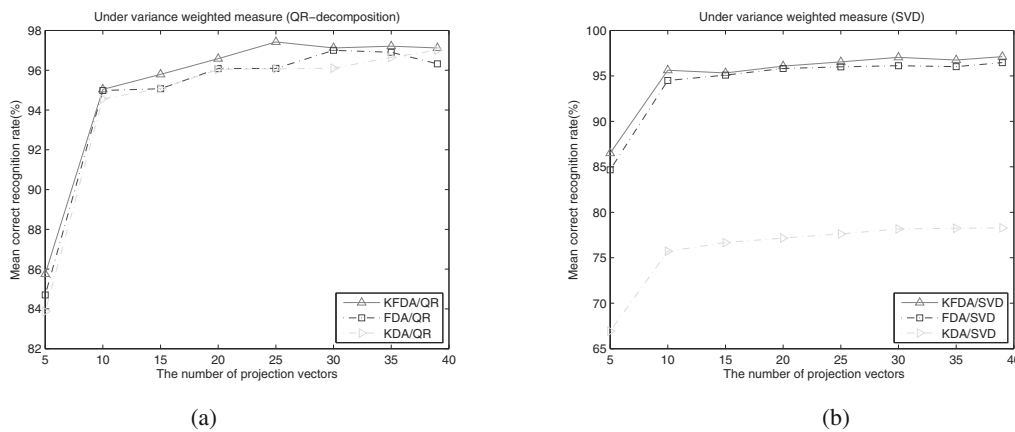 Under variance weighted measure (QR−decomposition)
Mean correct recognition rate(%)
98
96
94
92
90
88
86
84
82
5 10 15 20 25 30 35 40
The number of projection vectors
KFDA/QR
FDA/QR
KDA/QR
(a)
Under variance weighted measure (SVD)
Mean correct recognition rate(%)
100
95
90
85
80
75
70
65
5 10 15 20 25 30 35 40
The number of projection vectors
KFDA/SVD
FDA/SVD
KDA/SVD
(b)